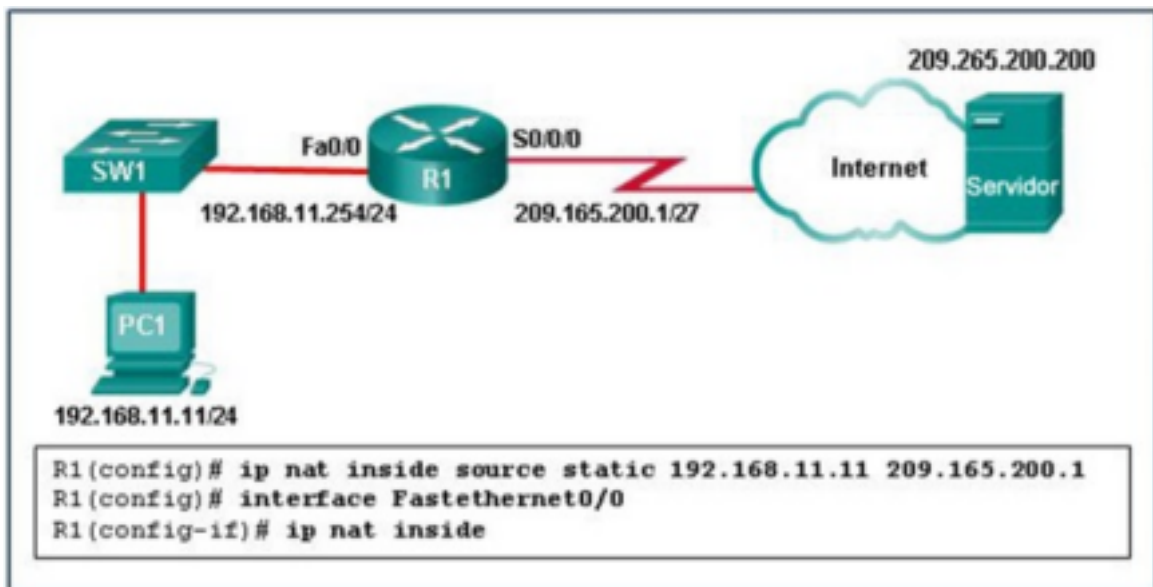 209.265.200.200
Fa0/0
S0/0/0
SW1
R1
Internet
Servidor
192.168.11.254/24
209.165.200.1/27
PC1
192.168.11.11/24
R1(config)# ip nat inside source static 192.168.11.11 209.165.200.1
R1(config)# interface Fastethernet0/0
R1(config-if)# ip nat inside